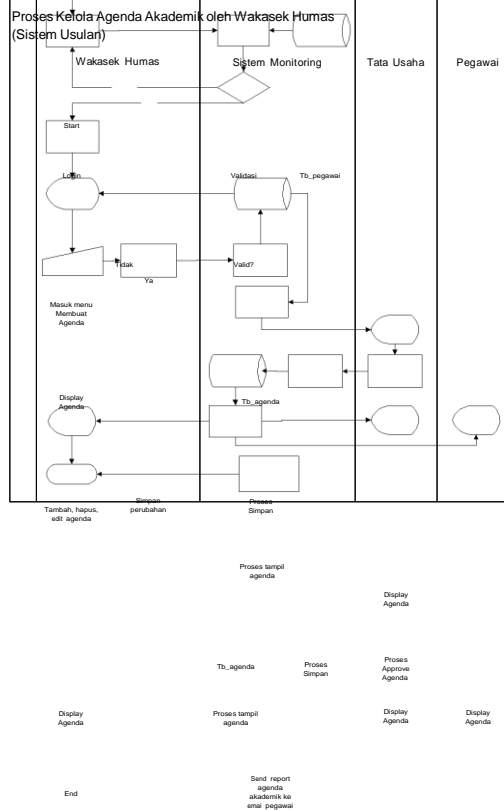 Proses Kelola Agenda Akademik oleh Wakasek Humas
(Sistem Usulan)
Wakasek Humas
Sistem Monitoring
Tata Usaha
Pegawai
Start
Login
Validasi
Tb_pegawai
Tidak
Valid?
Ya
Masuk menu
Membuat
Agenda
Display
Agenda
Tb_agenda
Simpan
perubahan
Proses
Simpan
Tambah, hapus,
edit agenda
Proses tampil
agenda
Display
Agenda
Tb_agenda
Proses
Simpan
Proses
Approve
Agenda
Display
Agenda
Proses tampil
agenda
Display
Agenda
Display
Agenda
End
Send report
agenda
akademik ke
emai pegawai